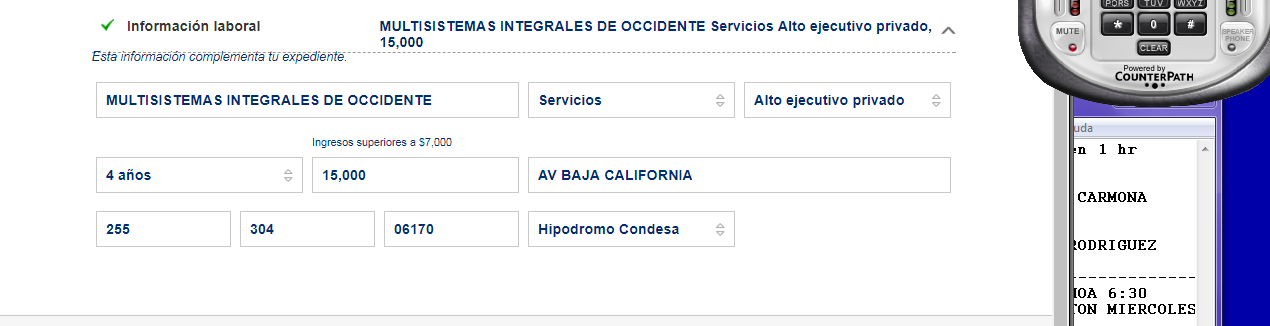 Información laboral
MULTISISTEMAS INTEGRALES DE OCCIDENTE Servicios Alto ejecutivo privado,
15,000
Esta información complementa tu expediente.
MULTISISTEMAS INTEGRALES DE OCCIDENTE
Servicios
Alto ejecutivo privado
Ingresos superiores a $7,000
4 años
15,000
AV BAJA CALIFORNIA
255
304
06170
Hipodromo Condesa
PQRS TUV WXYZ
MUTE
* 0 #
SPEAKER
PHONE
CLEAR
Powered by
COUNTERPATH
uda
en 1 hr
CARMONA
RODRIGUEZ
--------------
6:30
MIERCOLES